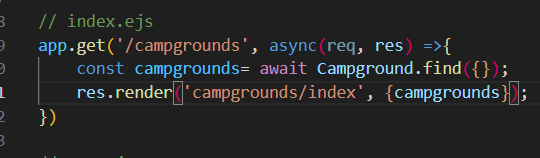 // index.ejs
app.get('/campgrounds', async(req, res) =>{
const campgrounds= await Campground.find({});
res.render('campgrounds/index', {campgrounds});
})